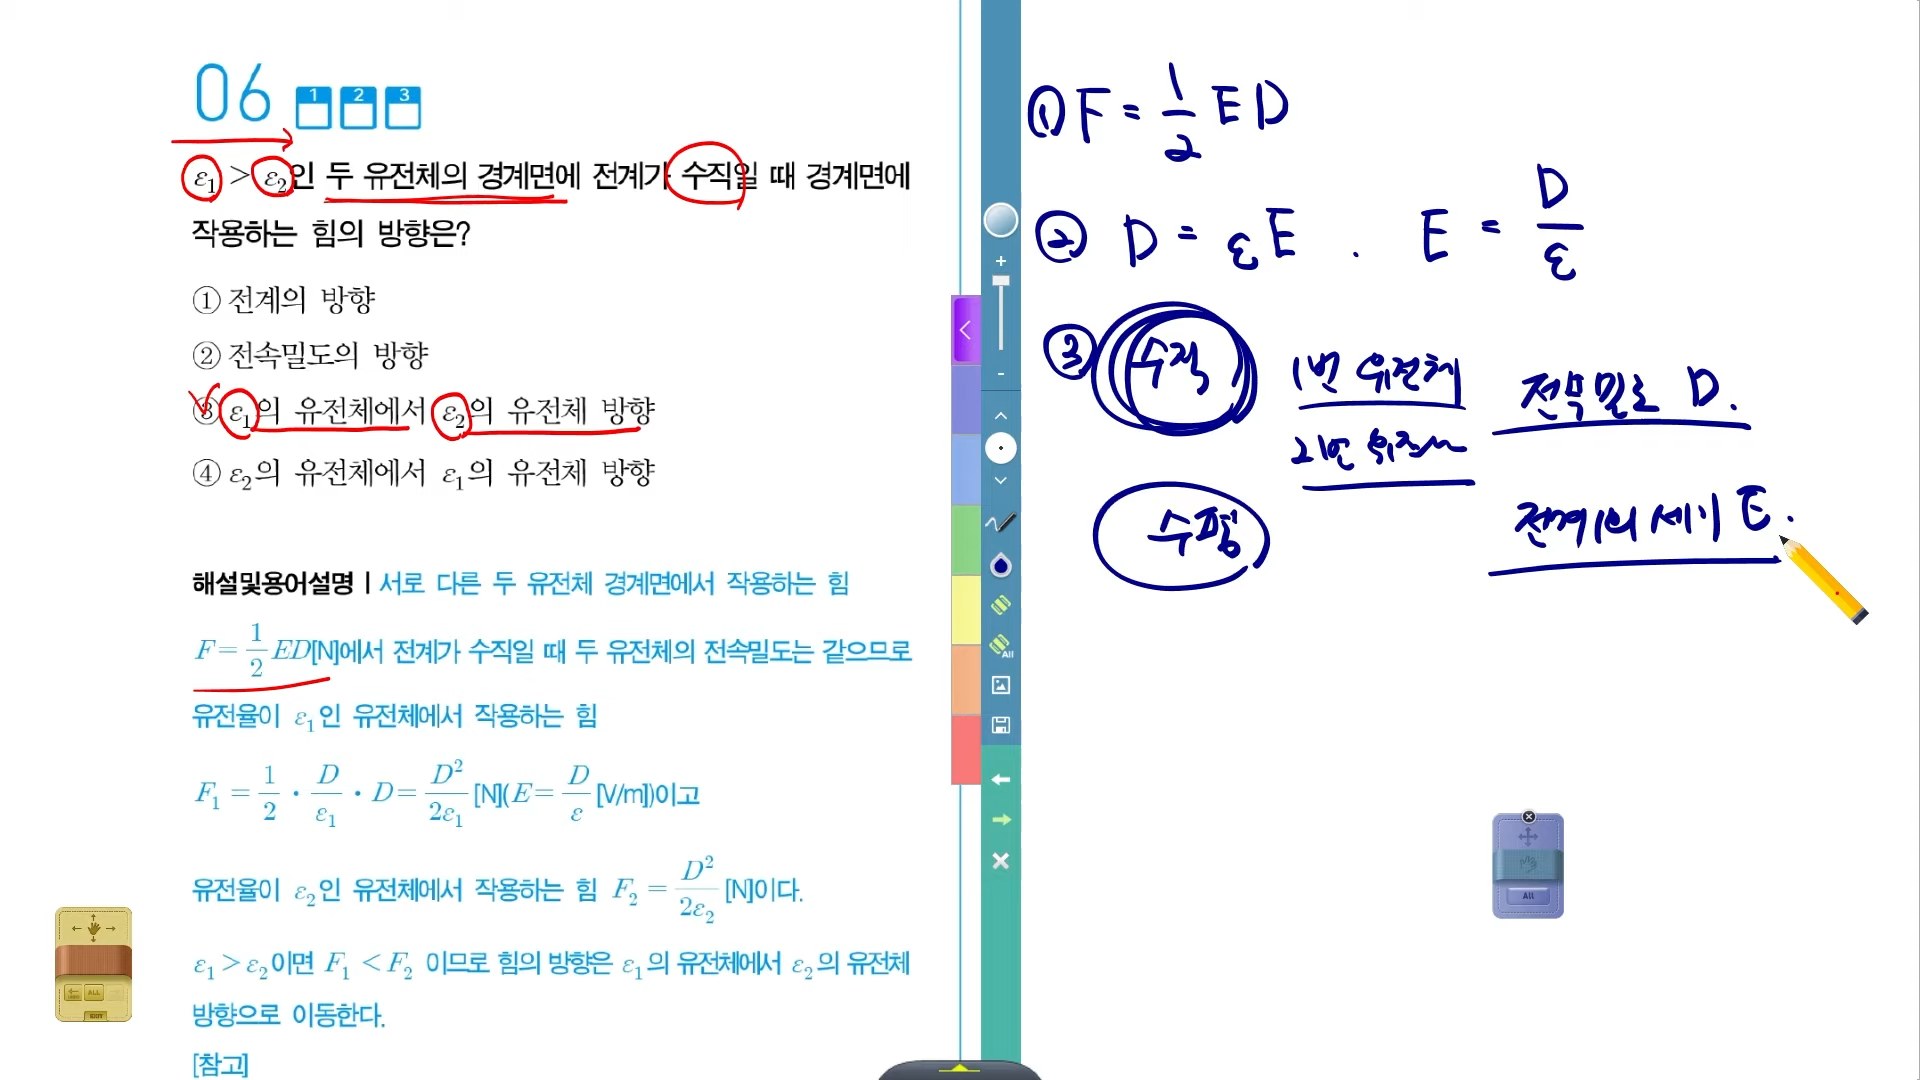 06 1 2 3
ε₁ > ε₂인 두 유전체의 경계면에 전계가 수직일 때 경계면에
작용하는 힘의 방향은?
① 전계의 방향
② 전속밀도의 방향
③ ε₁의 유전체에서 ε₂의 유전체 방향
④ ε₂의 유전체에서 ε₁의 유전체 방향
해설및용어설명 | 서로 다른 두 유전체 경계면에서 작용하는 힘
F = 1/2 ED[N]에서 전계가 수직일 때 두 유전체의 전속밀도는 같으므로
유전율이 ε₁인 유전체에서 작용하는 힘
F₁ = 1/2 · D/ε₁ · D = D²/2ε₁ [N](E = D/ε [V/m])이고
유전율이 ε₂인 유전체에서 작용하는 힘 F₂ = D²/2ε₂ [N]이다.
ε₁ > ε₂이면 F₁ < F₂ 이므로 힘의 방향은 ε₁의 유전체에서 ε₂의 유전체
방향으로 이동한다.
[참고]
① F = 1/2 ED
② D = εE . E = D/ε
③ 수직 1번 유전체 전속밀도 D.
2번 유전체
수평 전계의 세기 E.
+
-
All
All
ALL
EXIT